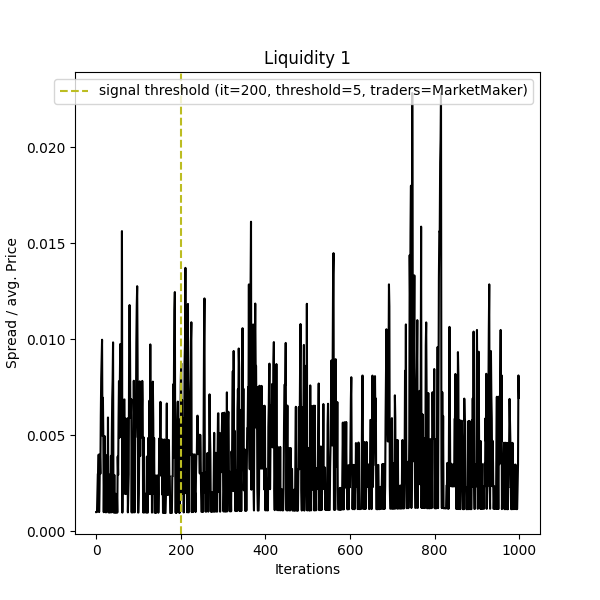 Liquidity 1
signal threshold (it=200, threshold=5, traders=MarketMaker)
Spread / avg. Price
0.020
0.015
0.010
0.005
0.000
0 200 400 600 800 1000
Iterations